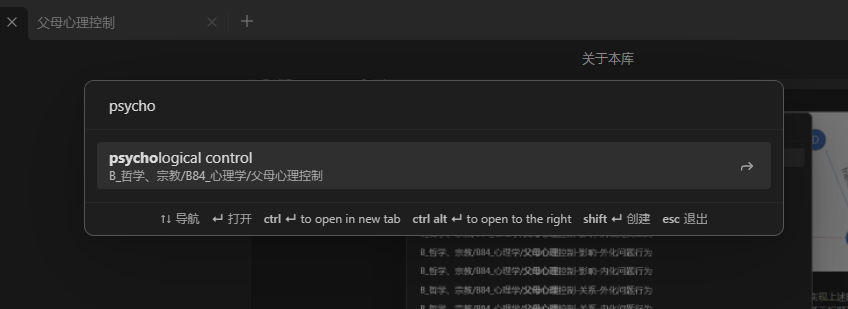 父母心理控制
关于本库
psycho
psychological control
B_哲学、宗教/B84_心理学/父母心理控制
↑↓ 导航 ↵ 打开 ctrl ↵ to open in new tab ctrl alt ↵ to open to the right shift ↵ 创建 esc 退出
B_哲学、宗教/B84_心理学/父母心理控制-影响-外化问题行为
B_哲学、宗教/B84_心理学/父母心理控制-影响-内化问题行为
B_哲学、宗教/B84_心理学/父母心理控制-关系-外化问题行为
B_哲学、宗教/B84_心理学/父母心理控制-关系-内化问题行为